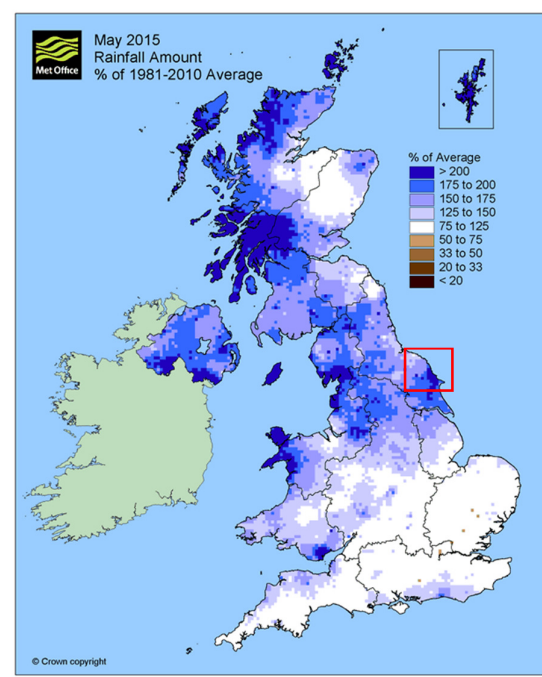 May 2015
Rainfall Amount
% of 1981-2010 Average
Met Office
% of Average
> 200
175 to 200
150 to 175
125 to 150
75 to 125
50 to 75
33 to 50
20 to 33
< 20
© Crown copyright